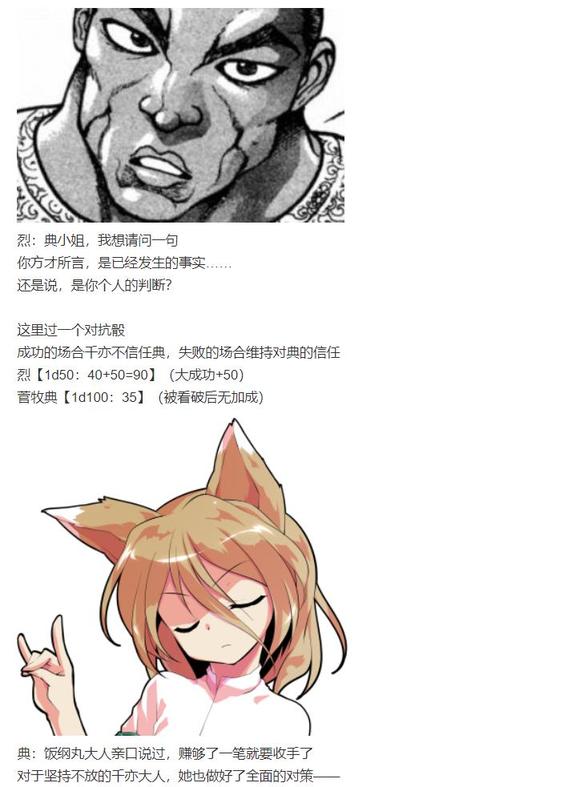 烈：典小姐，我想请问一句
你方才所言，是已经发生的事实……
还是说，是你个人的判断？
这里过一个对抗骰
成功的场合千亦不信任典，失败的场合维持对典的信任
烈【1d50：40+50=90】（大成功+50）
菅牧典【1d100：35】（被看破后无加成）
典：饭纲丸大人亲口说过，赚够了一笔就要收手了
对于坚持不放的千亦大人，她也做好了全面的对策——